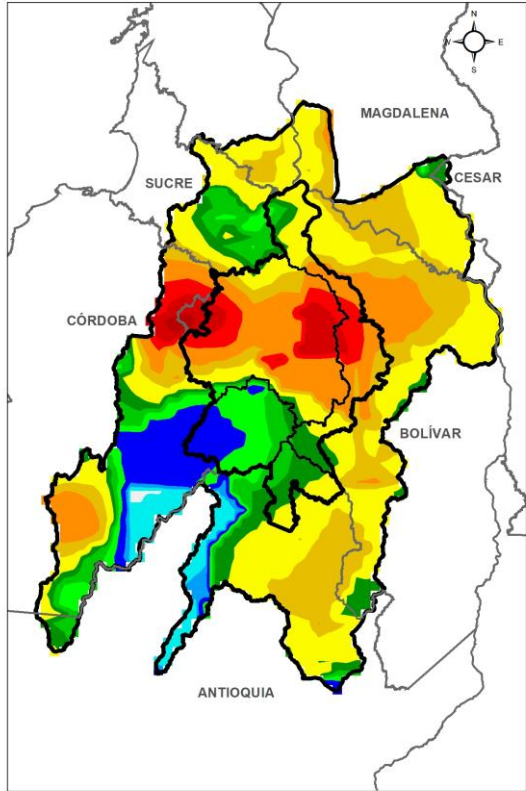 N
W E
S
MAGDALENA
CESAR
SUCRE
CÓRDOBA
BOLÍVAR
ANTIOQUIA